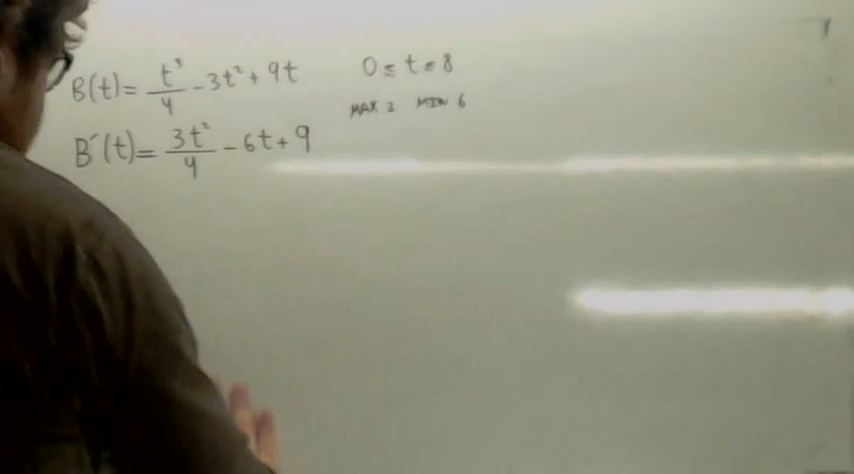 B(t)= t³/4 - 3t² + 9t 0 ≤ t ≤ 8
MAX 2 MIN 6
B´(t)= 3t²/4 - 6t + 9